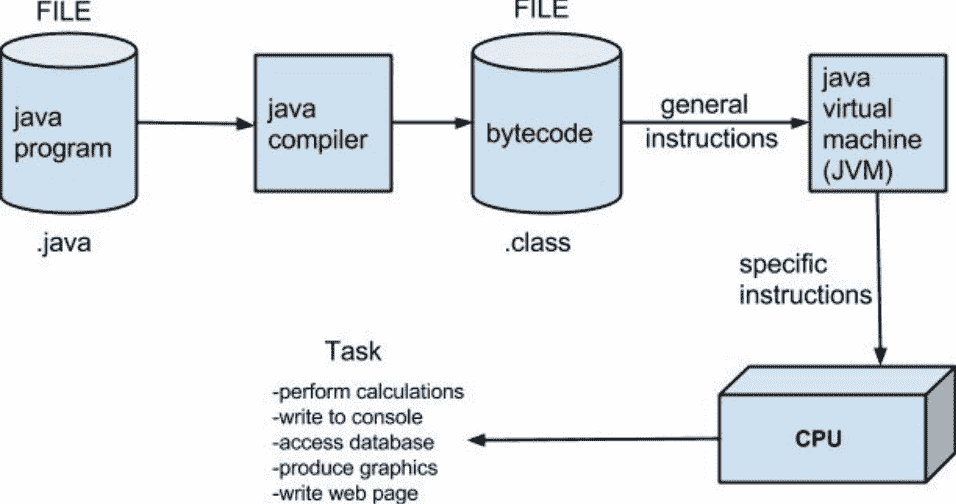 FILE
FILE
java
program
java
compiler
bytecode
general
instructions
java
virtual
machine
(JVM)
.java
.class
specific
instructions
Task
-perform calculations
-write to console
-access database
-produce graphics
-write web page
CPU